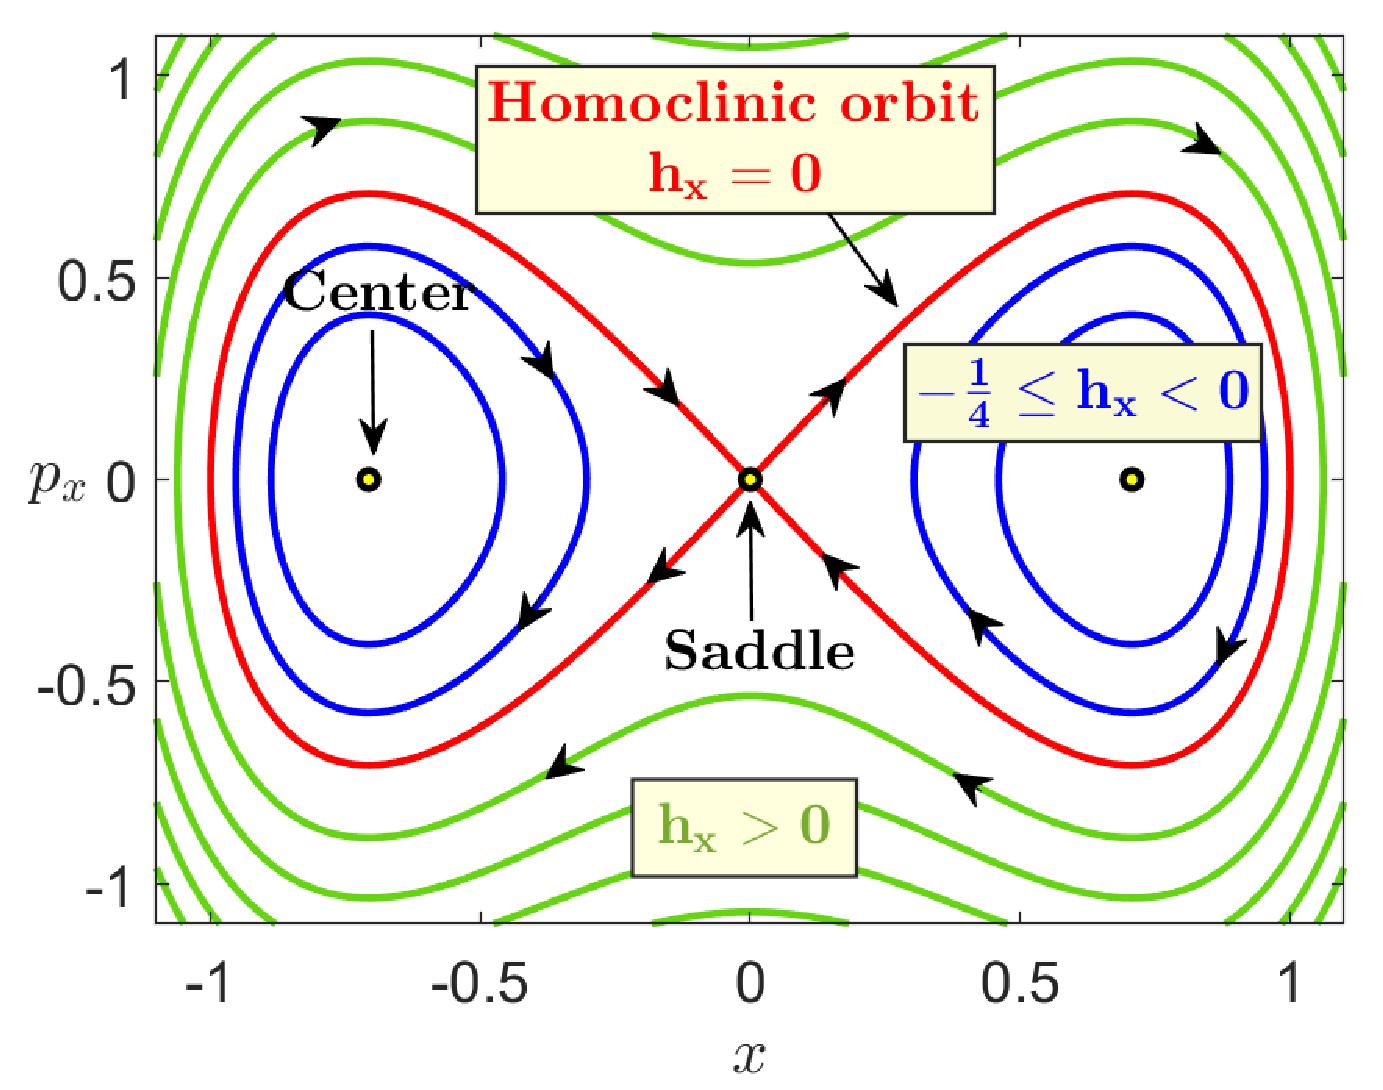 Homoclinic orbit
hₓ = 0
Center
−1/4 ≤ hₓ < 0
Saddle
hₓ > 0
1
0.5
pₓ 0
-0.5
-1
-1 -0.5 0 0.5 1
x